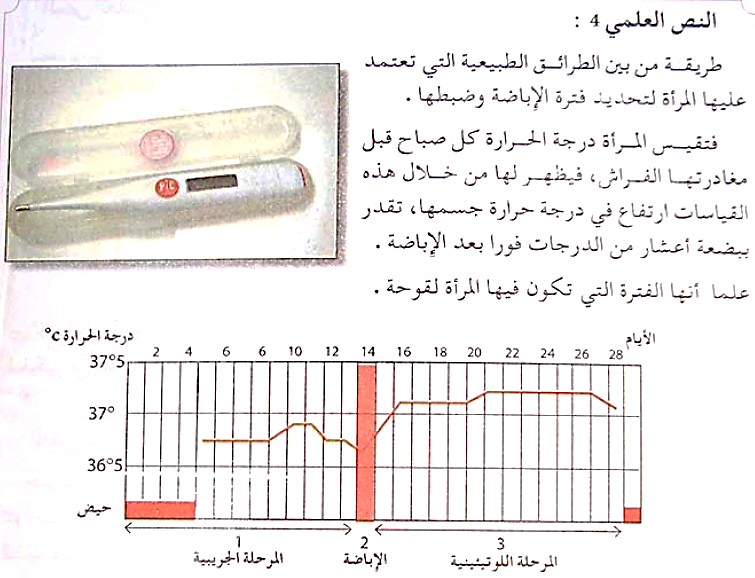 النص العلمي 4 :
طريقة من بين الطرائق الطبيعية التي تعتمد
عليها المرأة لتحديد فترة الإباضة وضبطها .
فتقيس المرأة درجة الحرارة كل صباح قبل
مغادرتها الفراش، فيظهر لها من خلال هذه
القياسات ارتفاع في درجة حرارة جسمها، تقدر
ببضعة أعشار من الدرجات فورا بعد الإباضة .
علما أنها الفترة التي تكون فيها المرأة لقوحة .
درجة الحرارة °c
الأيام
2 4 6 6 10 12 14 16 18 20 22 24 26 28
37°5
37°
36°5
حيض
1 2 3
المرحلة الجريبية الإباضة المرحلة اللوتيئينية